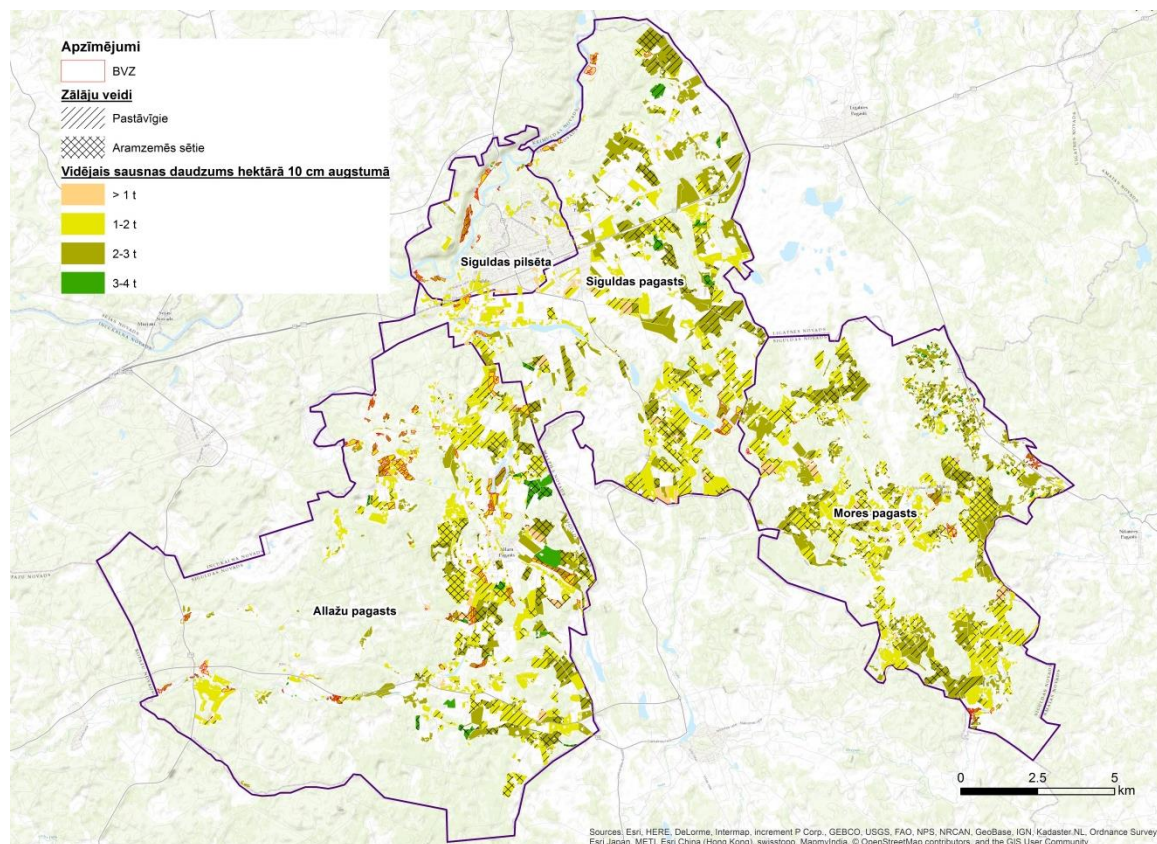 Apzīmējumi
BVZ
Zālāju veidi
Pastāvīgie
Aramzemēs sētie
Vidējais sausnas daudzums hektārā 10 cm augstumā
> 1 t
1-2 t
2-3 t
3-4 t
Siguldas pilsēta
Siguldas pagasts
Mores pagasts
Allažu pagasts
0 2.5 5
km
Sources: Esri, HERE, DeLorme, Intermap, increment P Corp., GEBCO, USGS, FAO, NPS, NRCAN, GeoBase, IGN, Kadaster NL, Ordnance Survey,
Esri Japan, METI, Esri China (Hong Kong), swisstopo, MapmyIndia, © OpenStreetMap contributors, and the GIS User Community